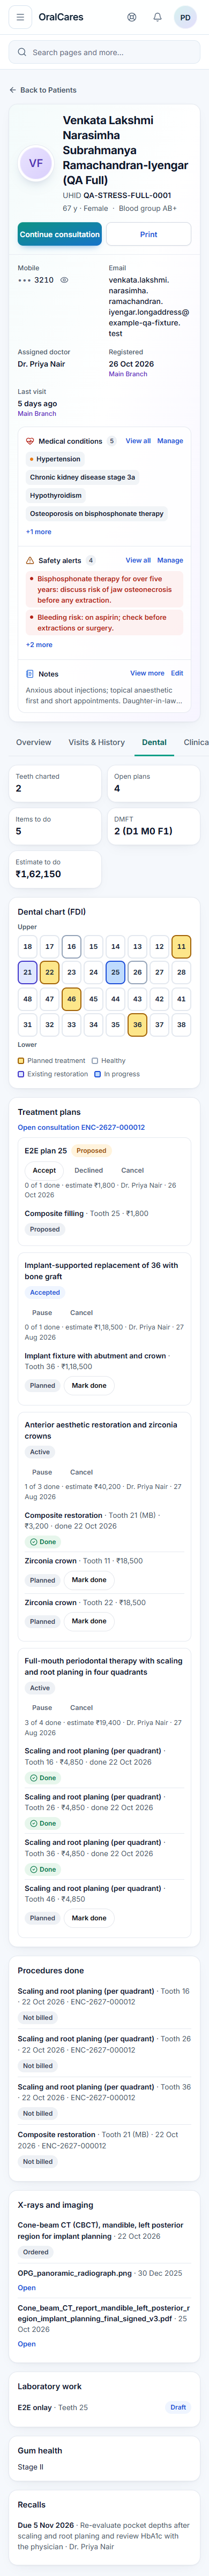 OralCares
PD
Search pages and more...
Back to Patients
VF
Venkata Lakshmi
Narasimha
Subrahmanya
Ramachandran-Iyengar
(QA Full)
UHID QA-STRESS-FULL-0001
67 y · Female · Blood group AB+
Continue consultation
Print
Mobile
••• 3210
Email
venkata.lakshmi.
narasimha.
ramachandran.
iyengar.longaddress@
example-qa-fixture.
test
Assigned doctor
Dr. Priya Nair
Registered
26 Oct 2026
Main Branch
Last visit
5 days ago
Main Branch
Medical conditions 5 View all Manage
Hypertension
Chronic kidney disease stage 3a
Hypothyroidism
Osteoporosis on bisphosphonate therapy
+1 more
Safety alerts 4 View all Manage
Bisphosphonate therapy for over five
years: discuss risk of jaw osteonecrosis
before any extraction.
Bleeding risk: on aspirin; check before
extractions or surgery.
+2 more
Notes View more Edit
Anxious about injections; topical anaesthetic
first and short appointments. Daughter-in-law...
Overview Visits & History Dental Clinica
Teeth charted
2
Open plans
4
Items to do
5
DMFT
2 (D1 M0 F1)
Estimate to do
₹1,62,150
Dental chart (FDI)
Upper
18 17 16 15 14 13 12 11
21 22 23 24 25 26 27 28
48 47 46 45 44 43 42 41
31 32 33 34 35 36 37 38
Lower
Planned treatment Healthy
Existing restoration In progress
Treatment plans
Open consultation ENC-2627-000012
E2E plan 25 Proposed
Accept Declined Cancel
0 of 1 done · estimate ₹1,800 · Dr. Priya Nair · 26
Oct 2026
Composite filling · Tooth 25 · ₹1,800
Proposed
Implant-supported replacement of 36 with
bone graft
Accepted
Pause Cancel
0 of 1 done · estimate ₹1,18,500 · Dr. Priya Nair · 27
Aug 2026
Implant fixture with abutment and crown ·
Tooth 36 · ₹1,18,500
Planned Mark done
Anterior aesthetic restoration and zirconia
crowns
Active
Pause Cancel
1 of 3 done · estimate ₹40,200 · Dr. Priya Nair · 27
Aug 2026
Composite restoration · Tooth 21 (MB) ·
₹3,200 · done 22 Oct 2026
Done
Zirconia crown · Tooth 11 · ₹18,500
Planned Mark done
Zirconia crown · Tooth 22 · ₹18,500
Planned Mark done
Full-mouth periodontal therapy with scaling
and root planing in four quadrants
Active
Pause Cancel
3 of 4 done · estimate ₹19,400 · Dr. Priya Nair · 27
Aug 2026
Scaling and root planing (per quadrant) ·
Tooth 16 · ₹4,850 · done 22 Oct 2026
Done
Scaling and root planing (per quadrant) ·
Tooth 26 · ₹4,850 · done 22 Oct 2026
Done
Scaling and root planing (per quadrant) ·
Tooth 36 · ₹4,850 · done 22 Oct 2026
Done
Scaling and root planing (per quadrant) ·
Tooth 46 · ₹4,850
Planned Mark done
Procedures done
Scaling and root planing (per quadrant) · Tooth 16
· 22 Oct 2026 · ENC-2627-000012
Not billed
Scaling and root planing (per quadrant) · Tooth 26
· 22 Oct 2026 · ENC-2627-000012
Not billed
Scaling and root planing (per quadrant) · Tooth 36
· 22 Oct 2026 · ENC-2627-000012
Not billed
Composite restoration · Tooth 21 (MB) · 22 Oct
2026 · ENC-2627-000012
Not billed
X-rays and imaging
Cone-beam CT (CBCT), mandible, left posterior
region for implant planning · 22 Oct 2026
Ordered
OPG_panoramic_radiograph.png · 30 Dec 2025
Open
Cone_beam_CT_report_mandible_left_posterior_r
egion_implant_planning_final_signed_v3.pdf · 25
Oct 2026
Open
Laboratory work
E2E onlay · Teeth 25 Draft
Gum health
Stage II
Recalls
Due 5 Nov 2026 · Re-evaluate pocket depths after
scaling and root planing and review HbA1c with
the physician · Dr. Priya Nair